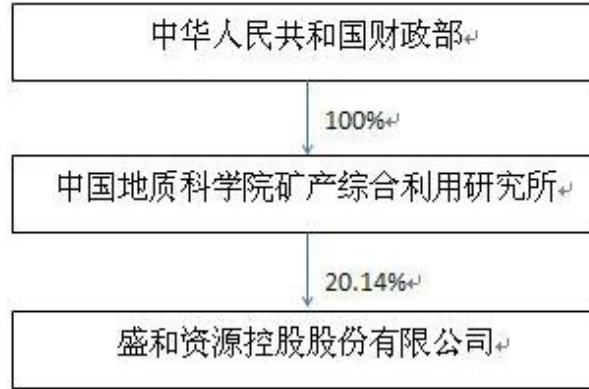 中华人民共和国财政部
100%
中国地质科学院矿产综合利用研究所
20.14%
盛和资源控股股份有限公司